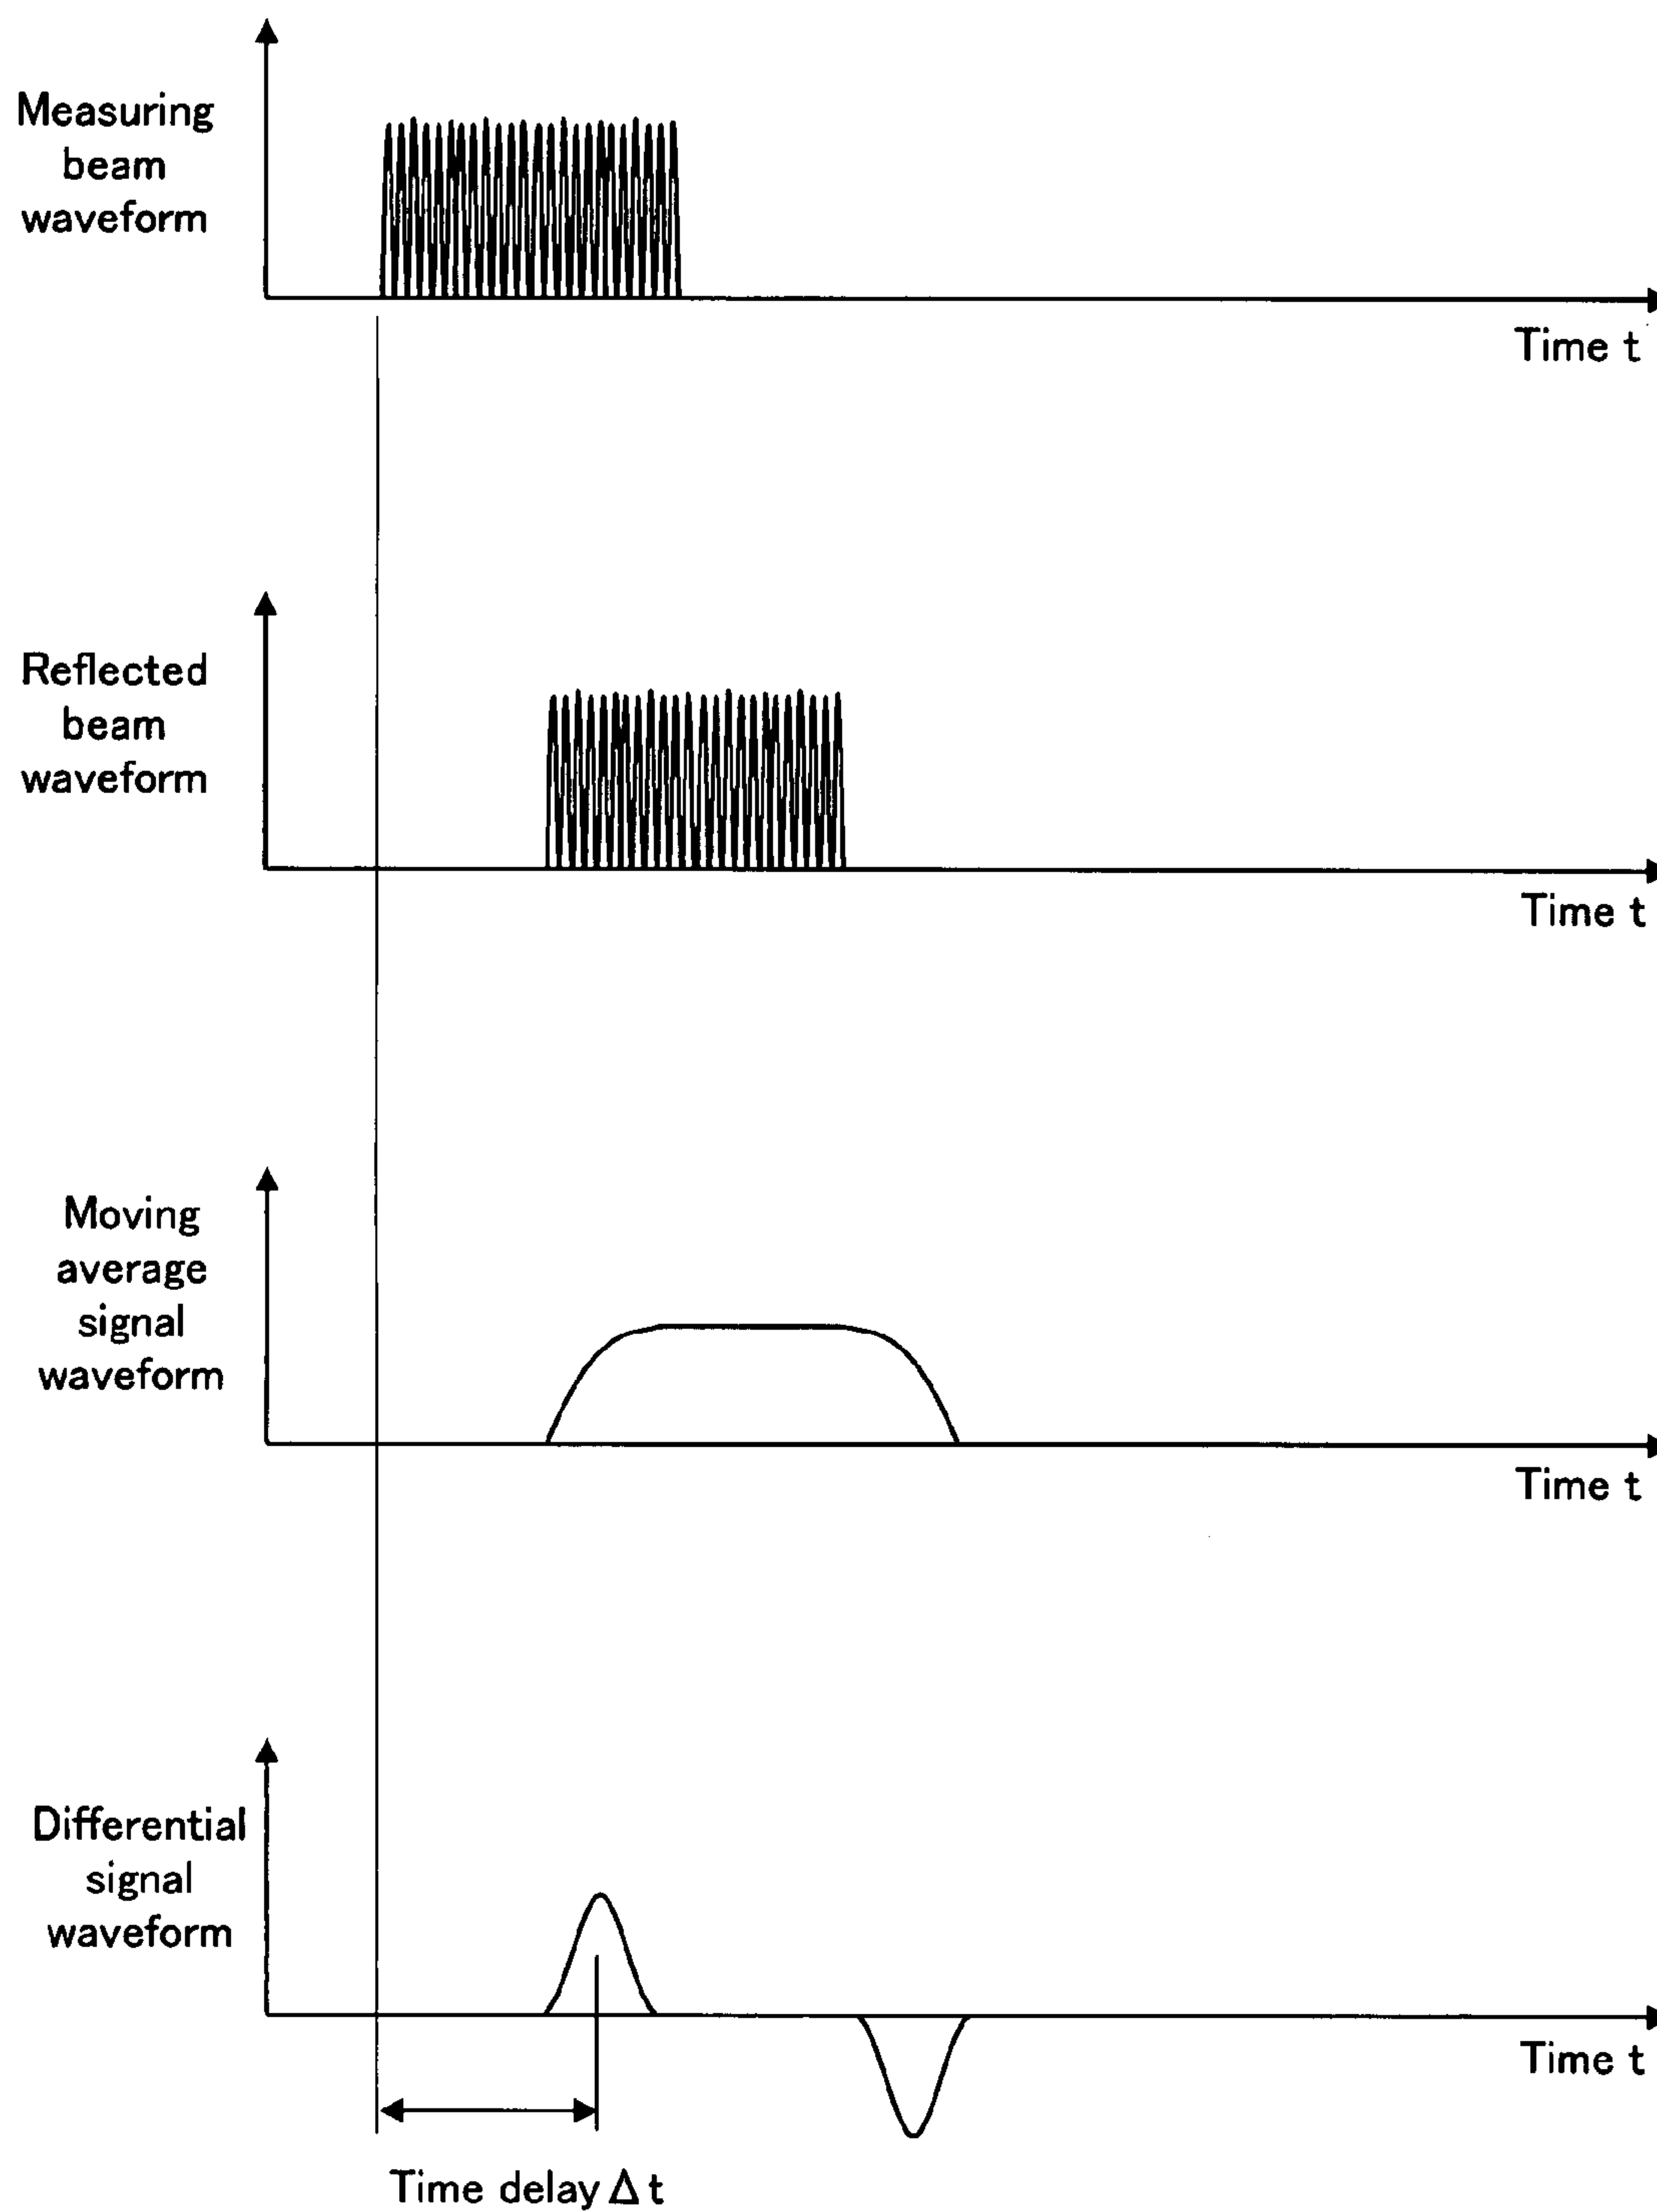 Measuring
beam
waveform
Time t
Reflected
beam
waveform
Time t
Moving
average
signal
waveform
Time t
Differential
signal
waveform
Time t
Time delay Δt